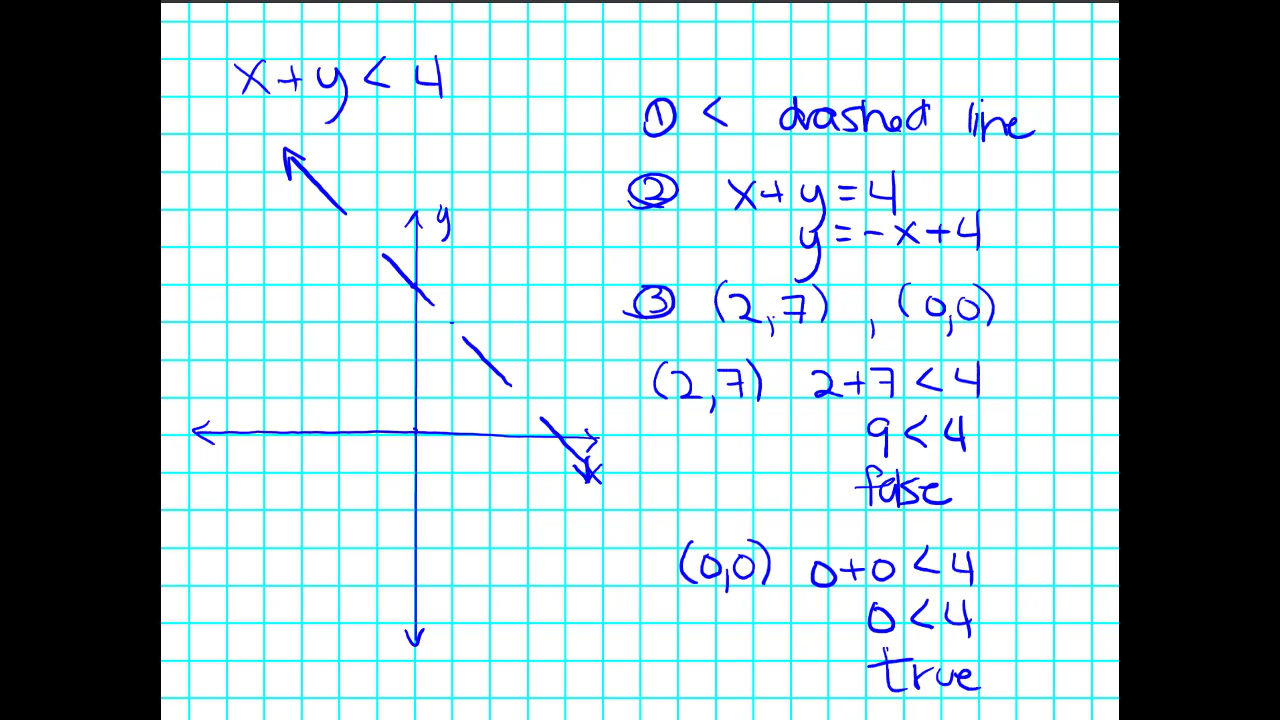 x + y < 4
① < drashed line
② x + y = 4
y = - x + 4
③ (2,7) , (0,0)
(2,7) 2 + 7 < 4
9 < 4
false
(0,0) 0 + 0 < 4
0 < 4
true
y
x